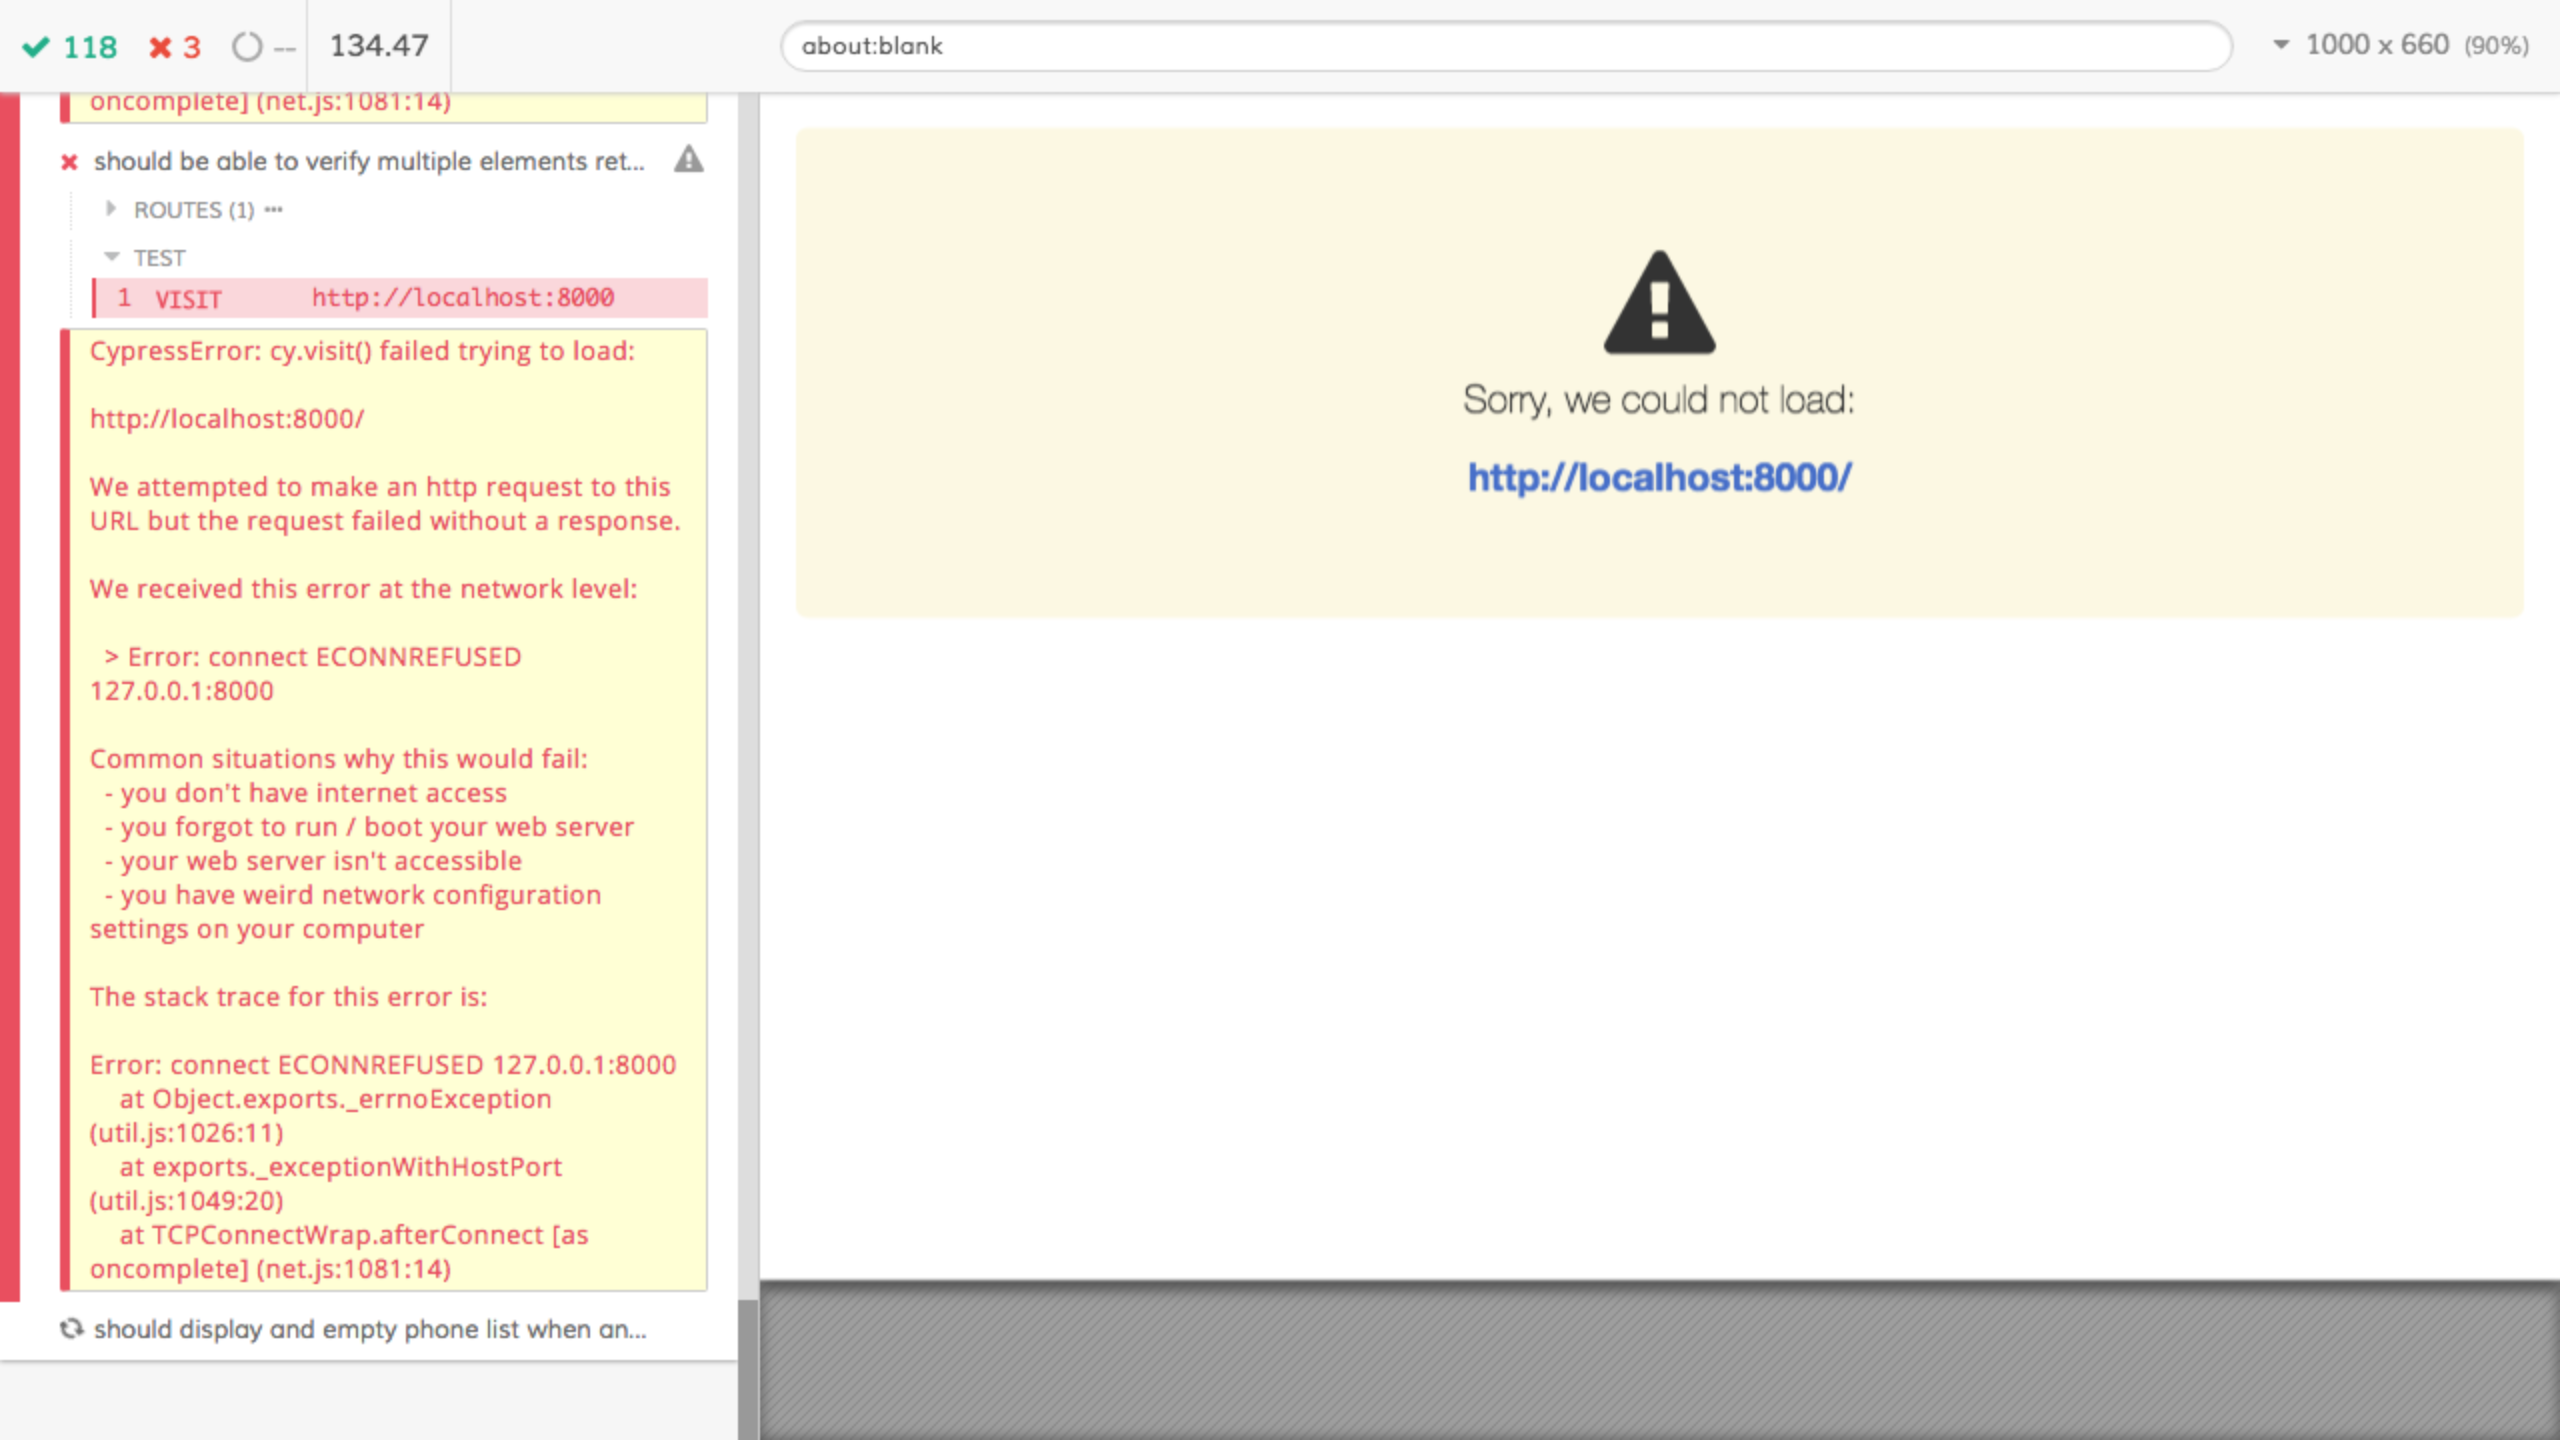 118 3 -- 134.47
about:blank
1000 x 660 (90%)
oncomplete] (net.js:1081:14)
should be able to verify multiple elements ret...
ROUTES (1) •••
TEST
1 VISIT http://localhost:8000
CypressError: cy.visit() failed trying to load:
http://localhost:8000/
We attempted to make an http request to this
URL but the request failed without a response.
We received this error at the network level:
> Error: connect ECONNREFUSED
127.0.0.1:8000
Common situations why this would fail:
- you don't have internet access
- you forgot to run / boot your web server
- your web server isn't accessible
- you have weird network configuration
settings on your computer
The stack trace for this error is:
Error: connect ECONNREFUSED 127.0.0.1:8000
at Object.exports._errnoException
(util.js:1026:11)
at exports._exceptionWithHostPort
(util.js:1049:20)
at TCPConnectWrap.afterConnect [as
oncomplete] (net.js:1081:14)
should display and empty phone list when an...
Sorry, we could not load:
http://localhost:8000/